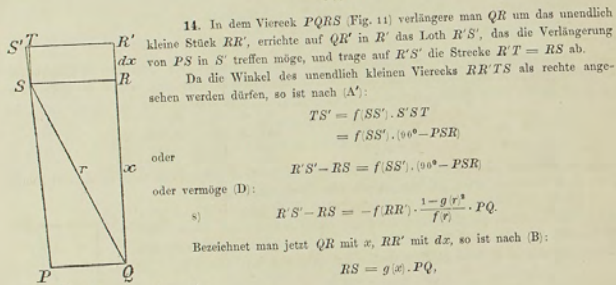 S' T R'
dx
S R
r x
P Q
14. In dem Viereck PQRS (Fig. 11) verlängere man QR um das unendlich
kleine Stück RR', errichte auf QR' in R' das Loth R'S', das die Verlängerung
von PS in S' treffen möge, und trage auf R'S' die Strecke R'T = RS ab.
Da die Winkel des unendlich kleinen Vierecks RR'TS als rechte ange-
sehen werden dürfen, so ist nach (A'):
TS' = f(SS') . S'ST
= f(SS') . (90° − PSR)
oder
R'S' − RS = f(SS') . (90° − PSR)
oder vermöge (D):
8) R'S' − RS = −f(RR') · \frac{1 − g(r)²}{f(r)} · PQ.
Bezeichnet man jetzt QR mit x, RR' mit dx, so ist nach (B):
RS = g(x) . PQ,